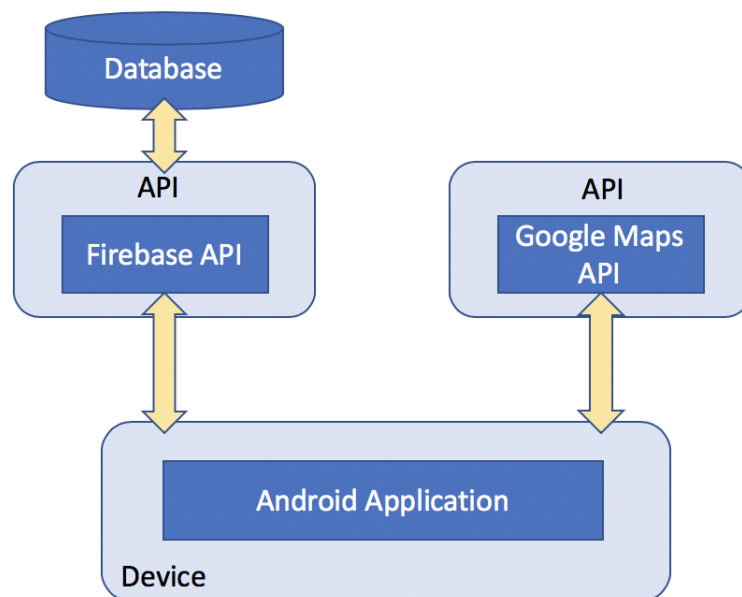 Database
API
Firebase API
API
Google Maps
API
Android Application
Device